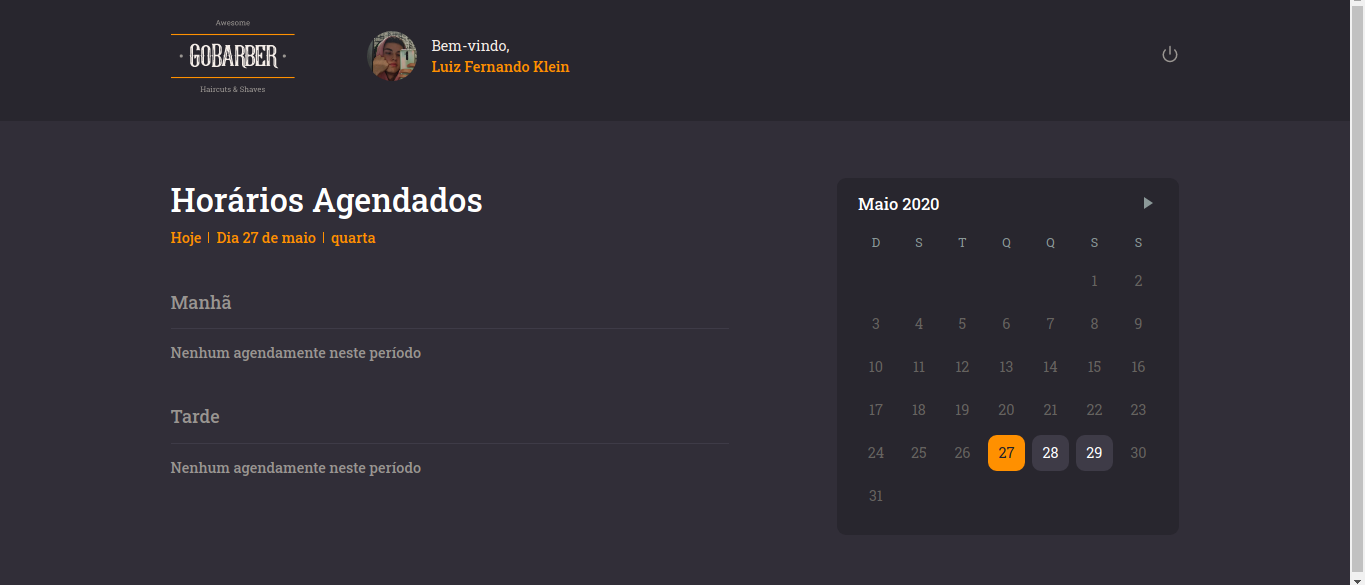 Awesome
GOBARBER
Haircuts & Shaves
Bem-vindo,
Luiz Fernando Klein
Horários Agendados
Hoje | Dia 27 de maio | quarta
Manhã
Nenhum agendamente neste período
Tarde
Nenhum agendamente neste período
Maio 2020
D S T Q Q S S
1 2
3 4 5 6 7 8 9
10 11 12 13 14 15 16
17 18 19 20 21 22 23
24 25 26 27 28 29 30
31